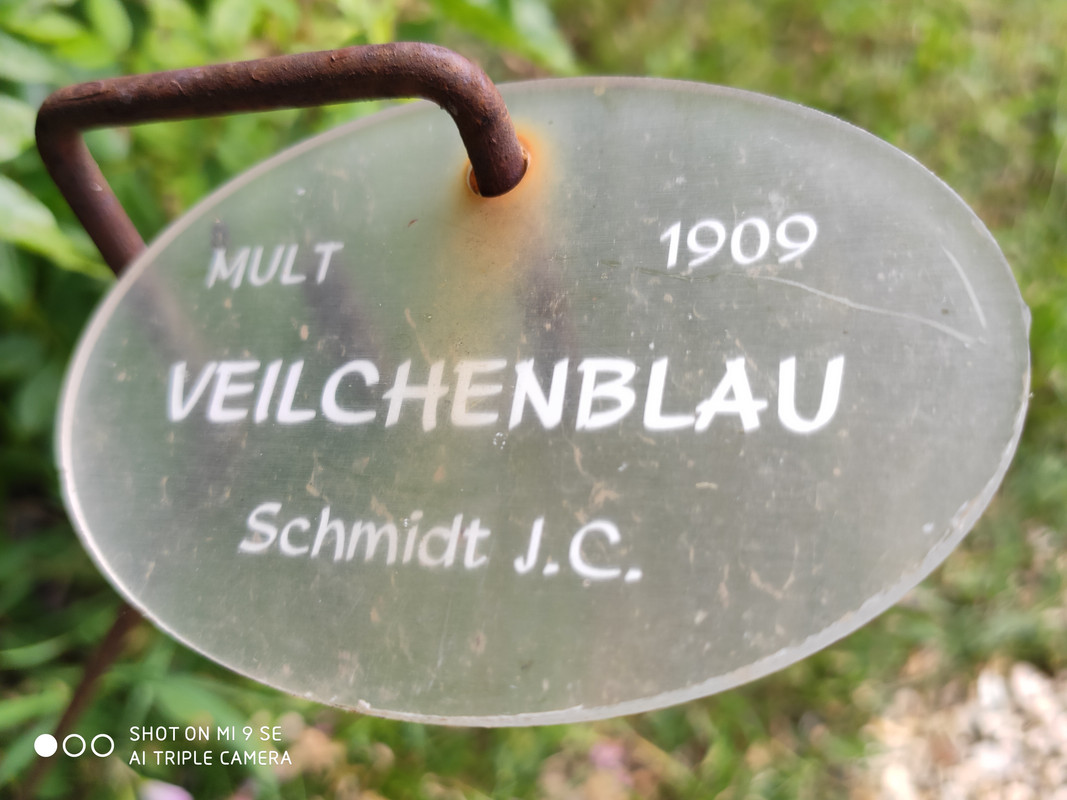 MULT 1909
VEILCHENBLAU
Schmidt J.C.
SHOT ON MI 9 SE
AI TRIPLE CAMERA